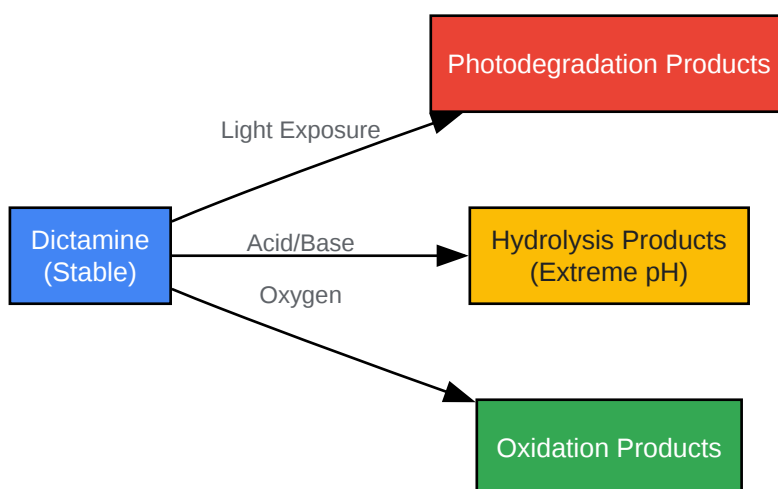 Photodegradation Products
Light Exposure
Dictamine
(Stable)
Acid/Base
Hydrolysis Products
(Extreme pH)
Oxygen
Oxidation Products